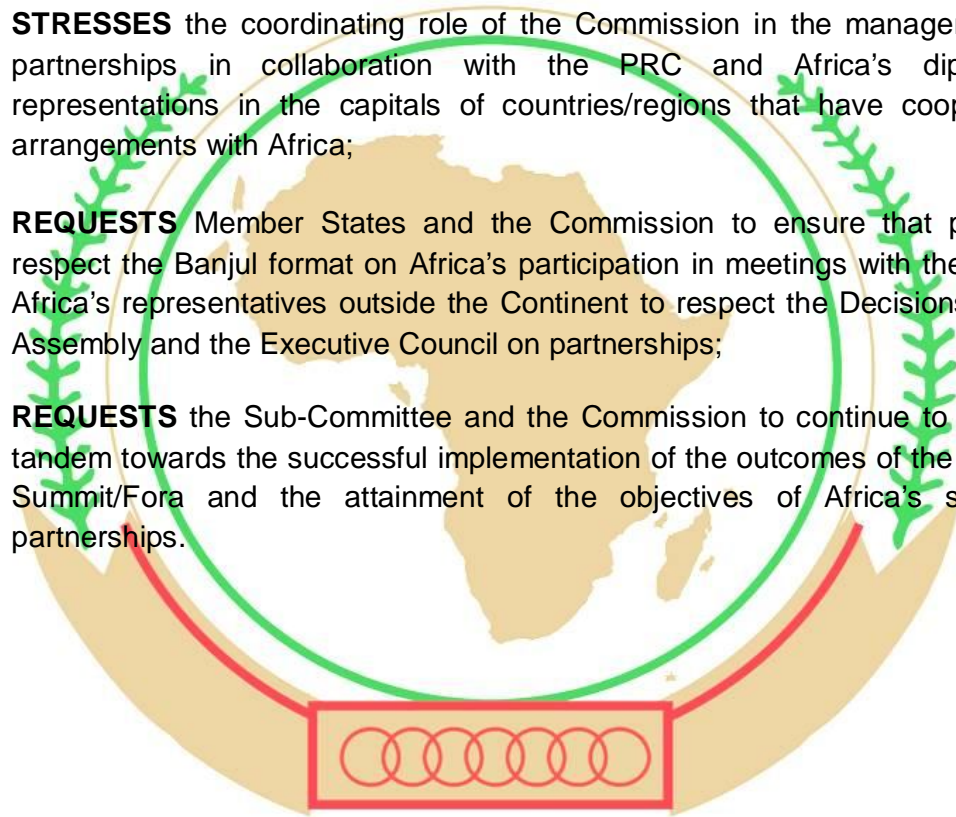 STRESSES the coordinating role of the Commission in the manager
partnerships in collaboration with the PRC and Africa's dip
representations in the capitals of countries/regions that have coop
arrangements with Africa;
REQUESTS Member States and the Commission to ensure that p
respect the Banjul format on Africa's participation in meetings with the
Africa's representatives outside the Continent to respect the Decisions
Assembly and the Executive Council on partnerships;
REQUESTS the Sub-Committee and the Commission to continue to
tandem towards the successful implementation of the outcomes of the
Summit/Fora and the attainment of the objectives of Africa's s
partnerships.